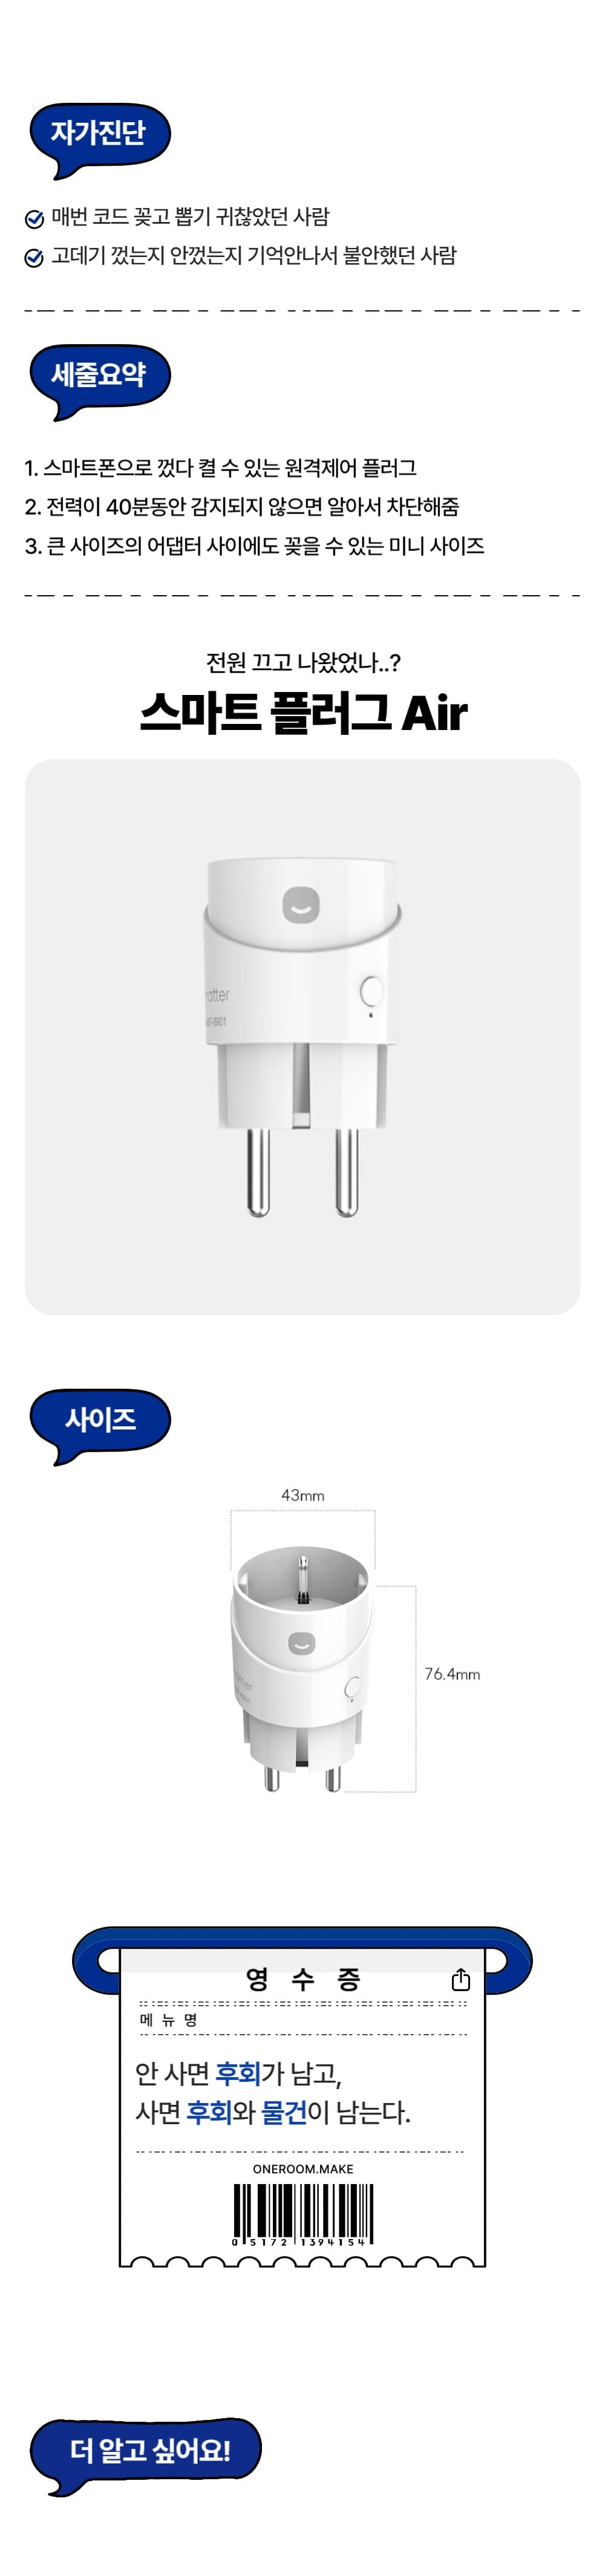 자가진단
매번 코드 꽂고 뽑기 귀찮았던 사람
고데기 껐는지 안껐는지 기억안나서 불안했던 사람
세줄요약
1. 스마트폰으로 껐다 켤 수 있는 원격제어 플러그
2. 전력이 40분동안 감지되지 않으면 알아서 차단해줌
3. 큰 사이즈의 어댑터 사이에도 꽂을 수 있는 미니 사이즈
전원 끄고 나왔었나..?
스마트 플러그 Air
사이즈
43mm
76.4mm
영 수 증
메 뉴 명
안 사면 후회가 남고,
사면 후회와 물건이 남는다.
ONEROOM.MAKE
0 5172 1394154
더 알고 싶어요!